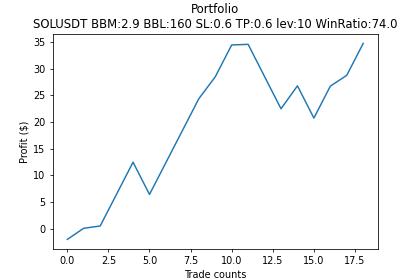 Portfolio
SOLUSDT BBM:2.9 BBL:160 SL:0.6 TP:0.6 lev:10 WinRatio:74.0
35
30
25
20
15
10
5
0
Profit ($)
0.0 2.5 5.0 7.5 10.0 12.5 15.0 17.5
Trade counts